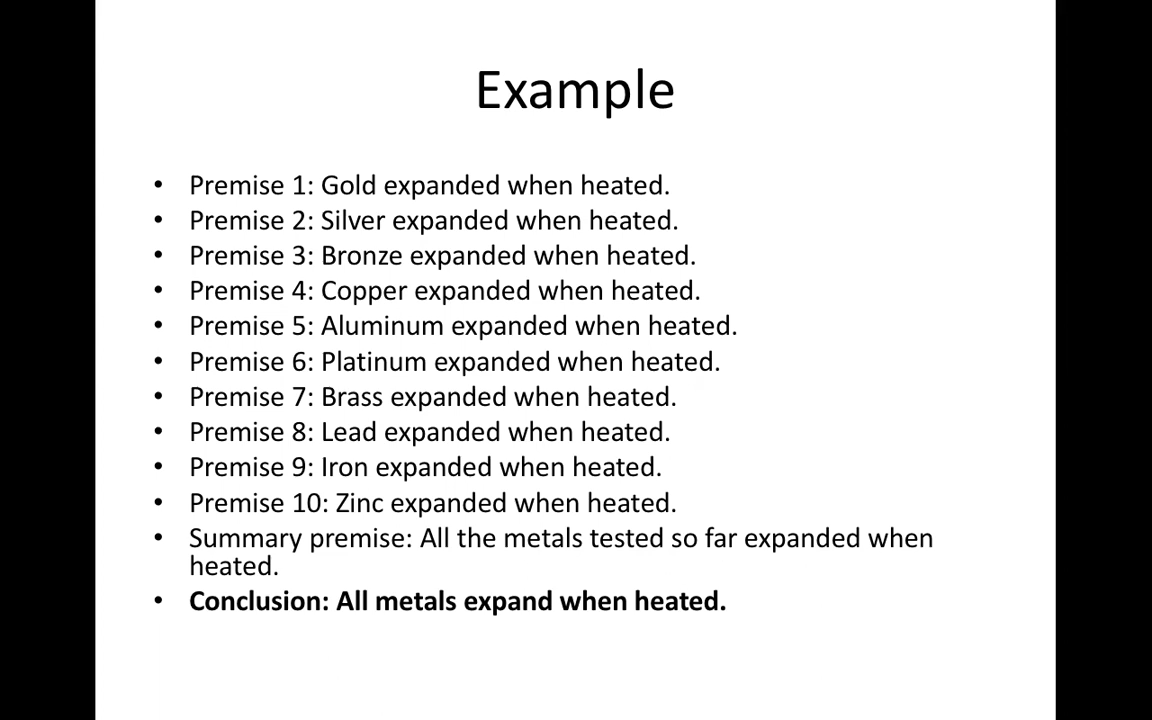 Example
• Premise 1: Gold expanded when heated.
• Premise 2: Silver expanded when heated.
• Premise 3: Bronze expanded when heated.
• Premise 4: Copper expanded when heated.
• Premise 5: Aluminum expanded when heated.
• Premise 6: Platinum expanded when heated.
• Premise 7: Brass expanded when heated.
• Premise 8: Lead expanded when heated.
• Premise 9: Iron expanded when heated.
• Premise 10: Zinc expanded when heated.
• Summary premise: All the metals tested so far expanded when
heated.
• Conclusion: All metals expand when heated.